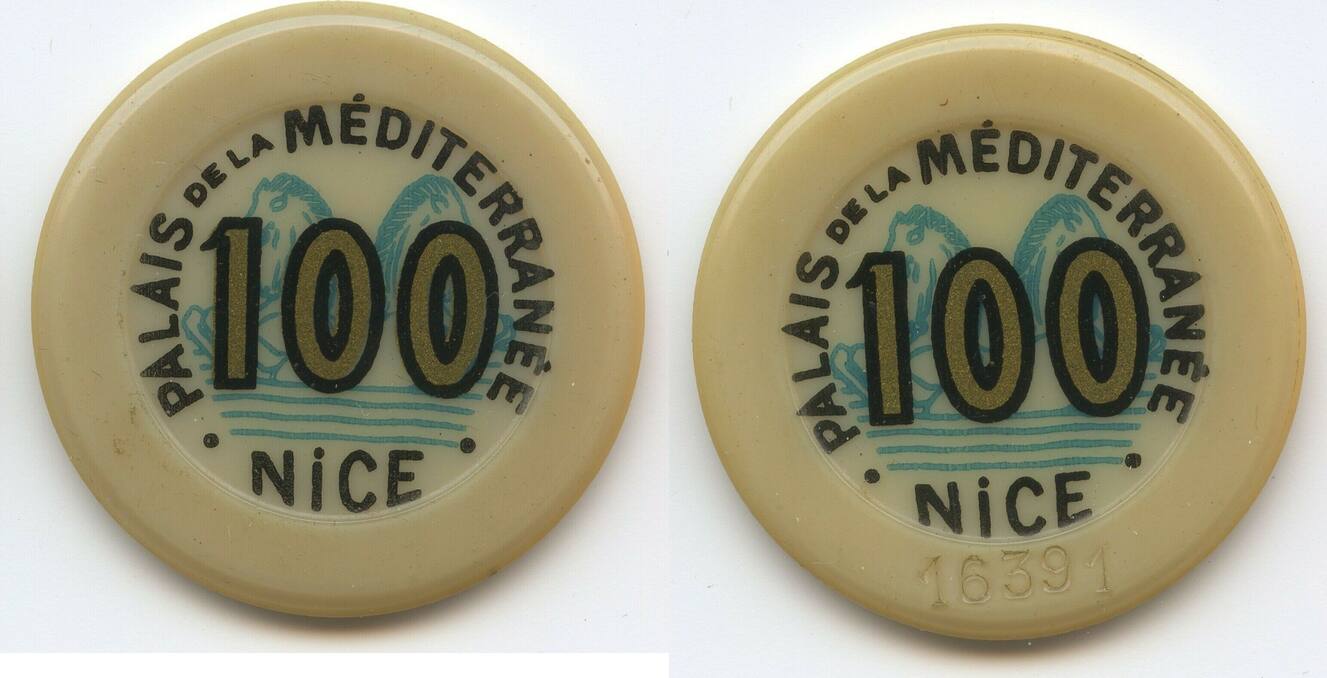 PALAIS DE LA MÉDITERRANÉE
100
• NiCE •
PALAIS DE LA MÉDITERRANÉE
100
• NiCE •
16391